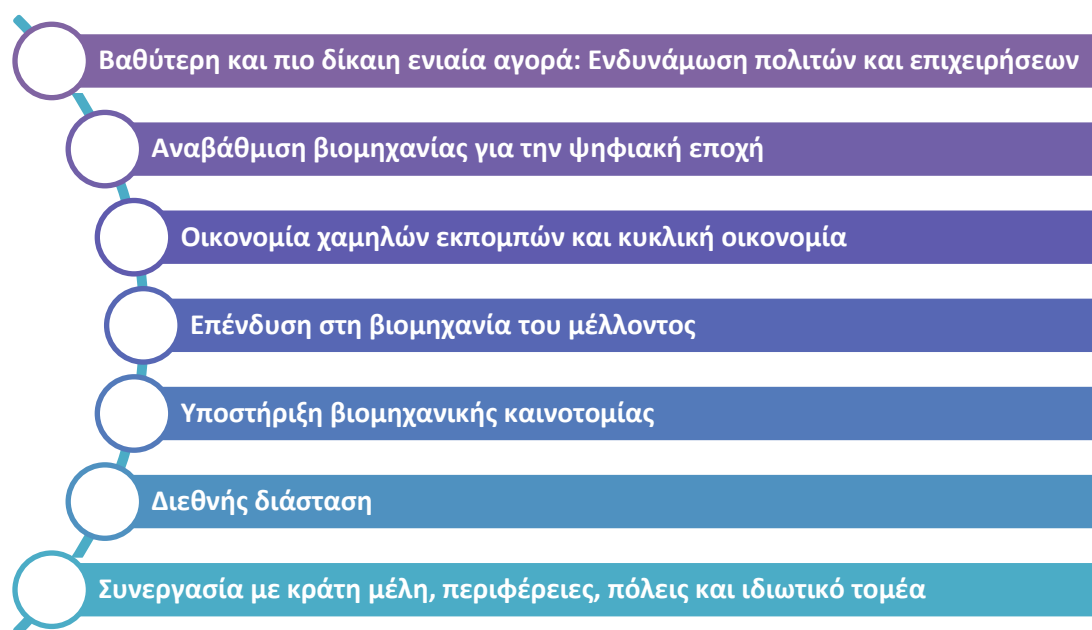 Βαθύτερη και πιο δίκαιη ενιαία αγορά: Ενδυνάμωση πολιτών και επιχειρήσεων
Αναβάθμιση βιομηχανίας για την ψηφιακή εποχή
Οικονομία χαμηλών εκπομπών και κυκλική οικονομία
Επένδυση στη βιομηχανία του μέλλοντος
Υποστήριξη βιομηχανικής καινοτομίας
Διεθνής διάσταση
Συνεργασία με κράτη μέλη, περιφέρειες, πόλεις και ιδιωτικό τομέα